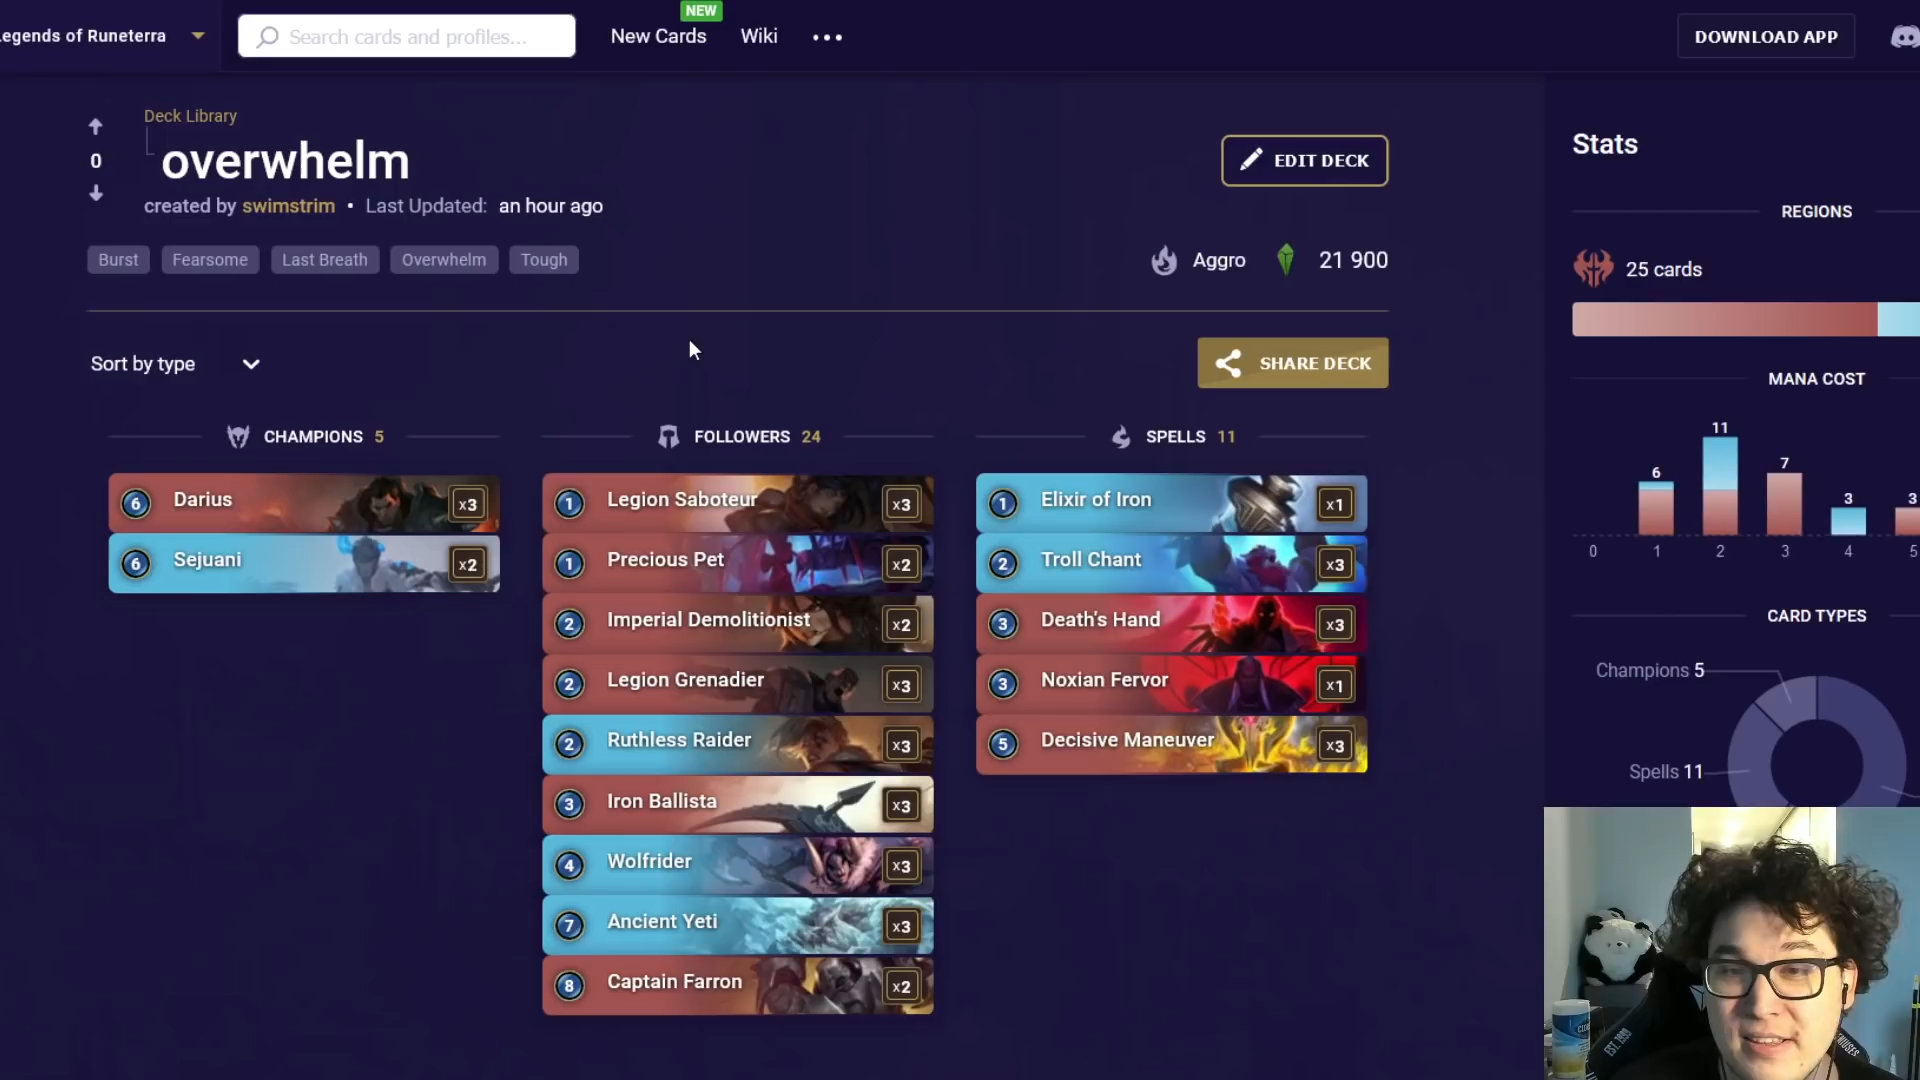 Legends of Runeterra
Search cards and profiles...
NEW
New Cards
Wiki
DOWNLOAD APP
Deck Library
0
overwhelm
EDIT DECK
created by swimstrim • Last Updated: an hour ago
Burst
Fearsome
Last Breath
Overwhelm
Tough
Aggro
21 900
Sort by type
SHARE DECK
CHAMPIONS 5
6 Darius x3
6 Sejuani x2
FOLLOWERS 24
1 Legion Saboteur x3
1 Precious Pet x2
2 Imperial Demolitionist x2
2 Legion Grenadier x3
2 Ruthless Raider x3
3 Iron Ballista x3
4 Wolfrider x3
7 Ancient Yeti x3
8 Captain Farron x2
SPELLS 11
1 Elixir of Iron x1
2 Troll Chant x3
3 Death's Hand x3
3 Noxian Fervor x1
5 Decisive Maneuver x3
Stats
REGIONS
25 cards
MANA COST
6 11 7 3 3
0 1 2 3 4 5
CARD TYPES
Champions 5
Spells 11
EST. 1999